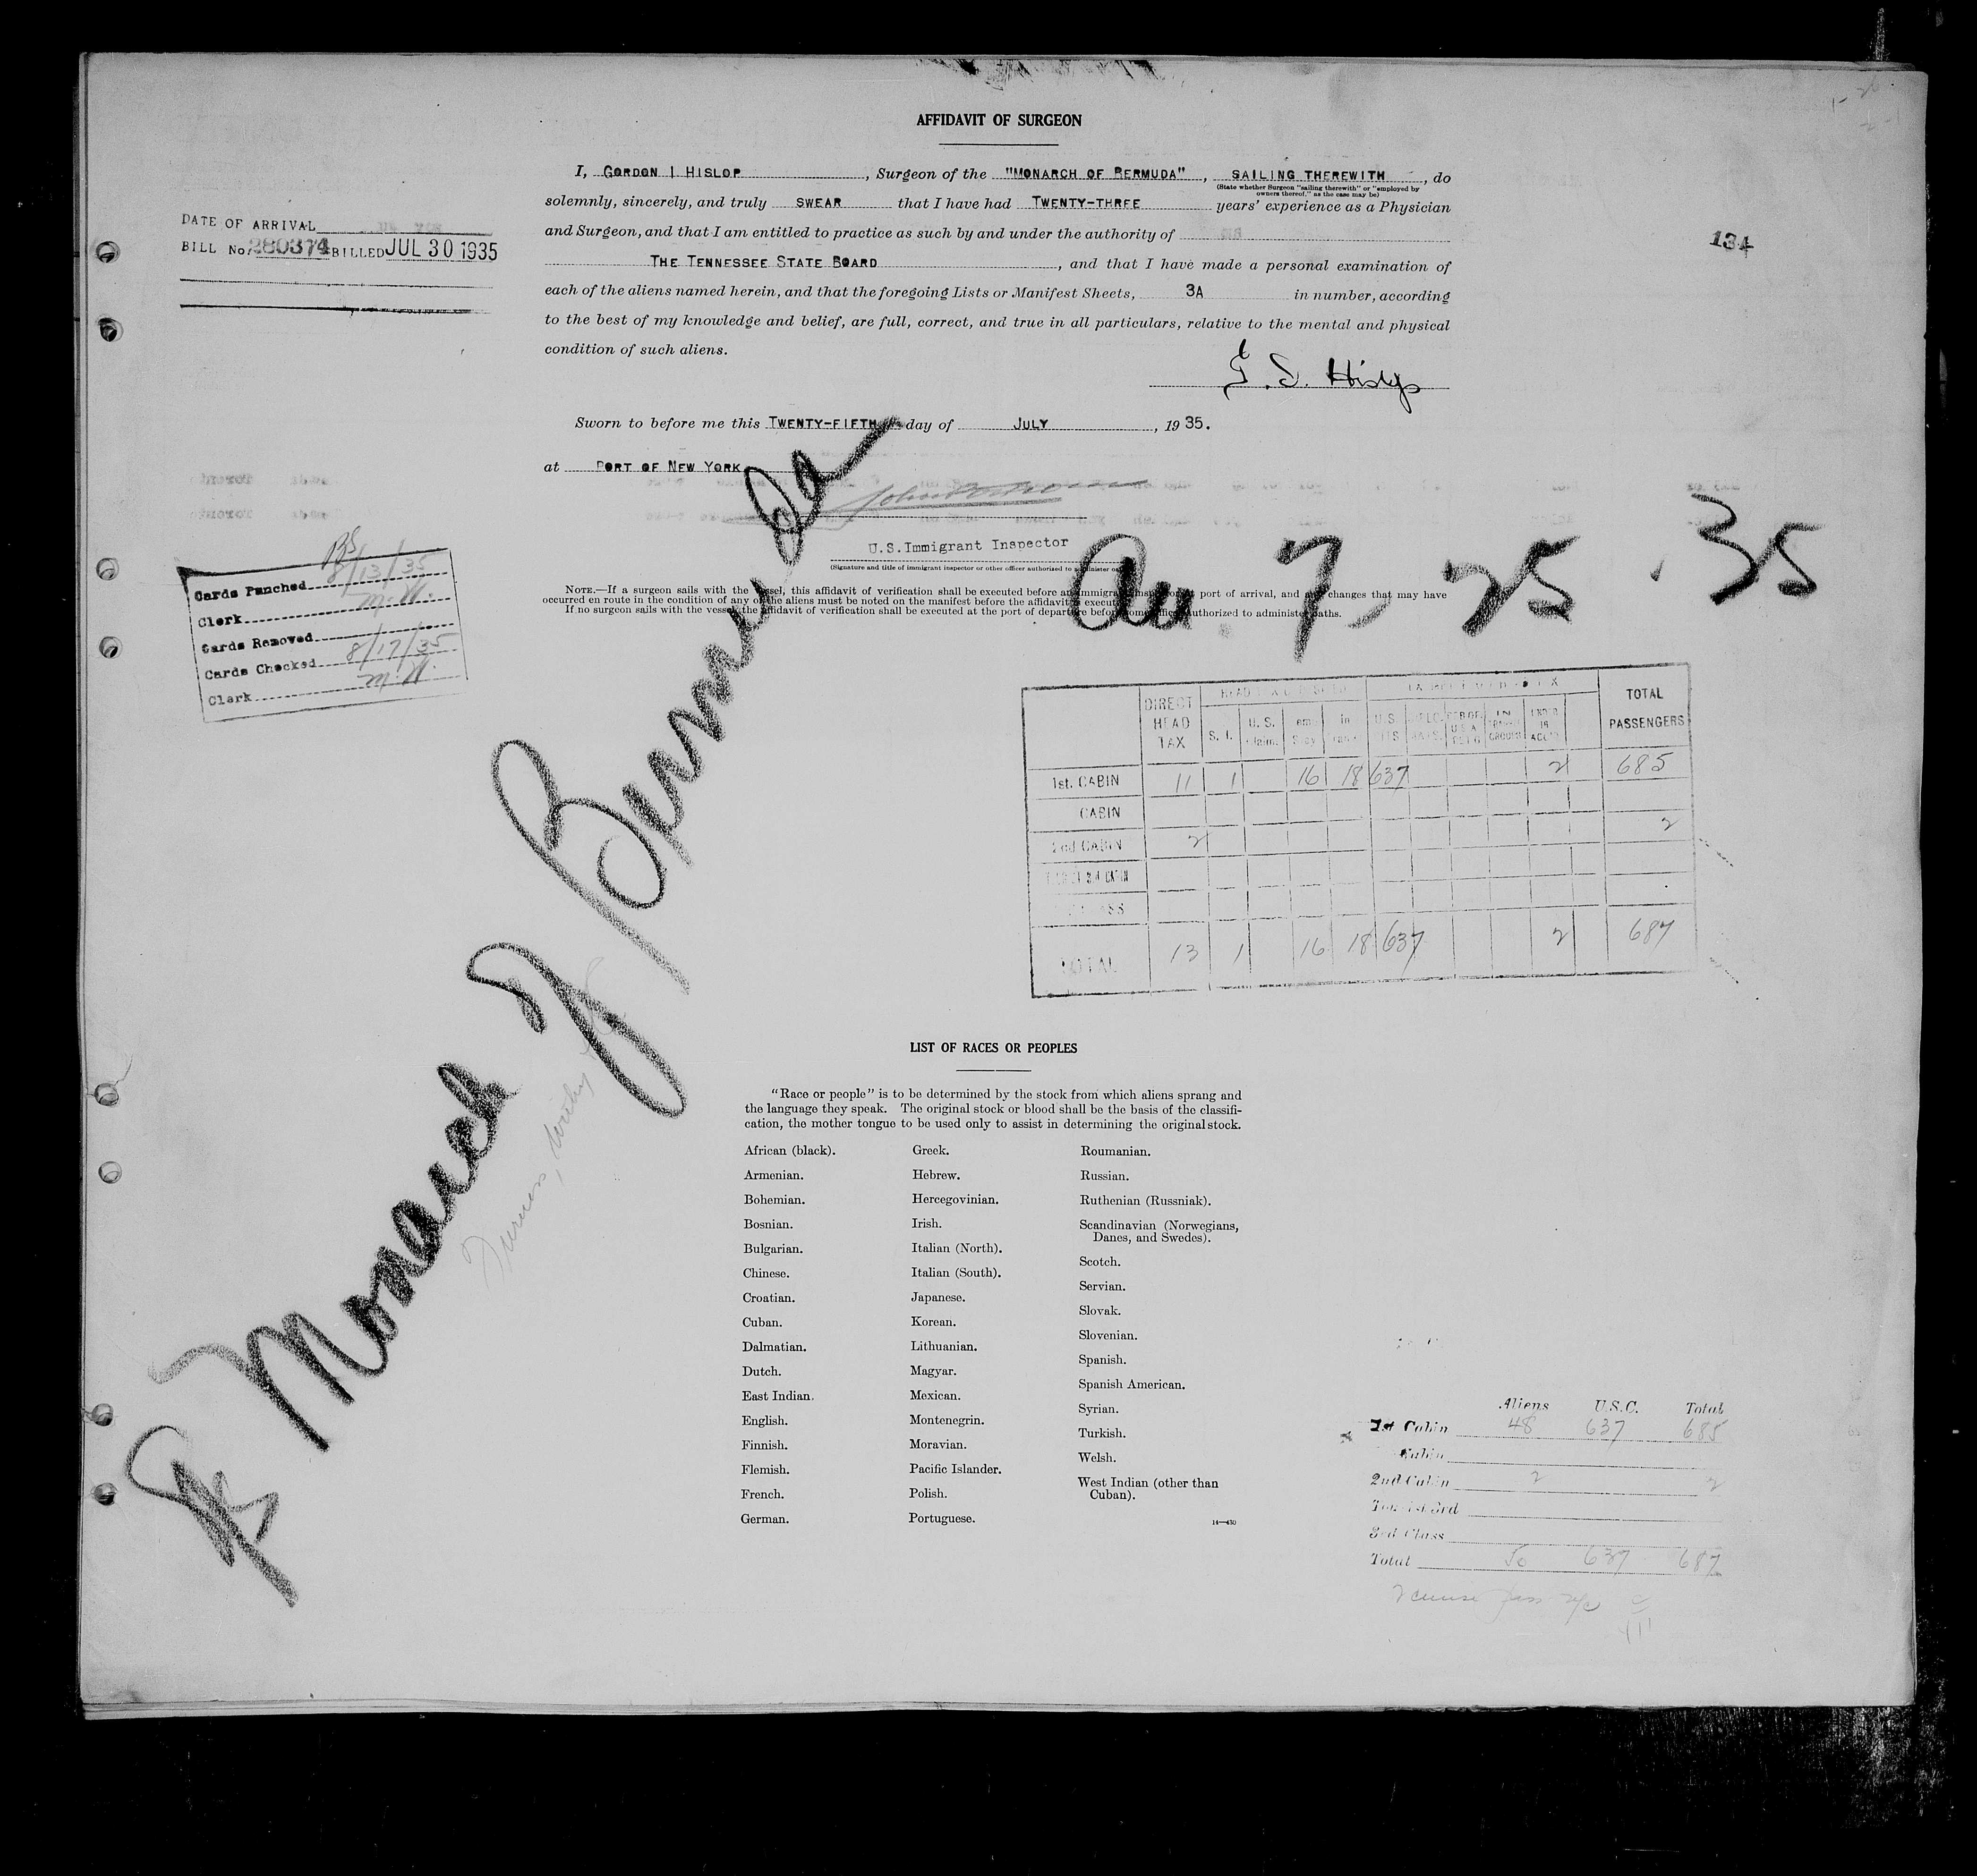 AFFIDAVIT OF SURGEON
I, GORDON I HISLOP, Surgeon of the "MONARCH OF BERMUDA", SAILING THEREWITH, do
(State whether Surgeon "sailing therewith" or "employed by
owners thereof," as the case may be)
solemnly, sincerely, and truly SWEAR that I have had TWENTY-THREE years' experience as a Physician
and Surgeon, and that I am entitled to practice as such by and under the authority of
THE TENNESSEE STATE BOARD, and that I have made a personal examination of
each of the aliens named herein, and that the foregoing Lists or Manifest Sheets, 3A in number, according
to the best of my knowledge and belief, are full, correct, and true in all particulars, relative to the mental and physical
condition of such aliens.
G. I. Hislop
DATE OF ARRIVAL
BILL No. 280374 BILLED JUL 30 1935
134
Sworn to before me this TWENTY-FIFTH day of JULY, 1935.
at PORT OF NEW YORK
U.S. Immigrant Inspector
(Signature and title of immigrant inspector or other officer authorized to administer
NOTE.—If a surgeon sails with the vessel, this affidavit of verification shall be executed before an immigrant port of arrival, and any changes that may have
occurred en route in the condition of any of the aliens must be noted on the manifest before the affidavit is executed
If no surgeon sails with the vessel, the affidavit of verification shall be executed at the port of departure before some officer authorized to administer oaths.
7, 25, 35
SS Monarch of Bermuda
Furness, Withy
BS
Cards Punched 8/13/35
Clerk M.W.
Cards Removed
Cards Checked 8/17/35
Clerk M.W.
DIRECT HEAD TAX S. I. U. S. Claim. U.S. CITS UNDER 16 ACC'D TOTAL PASSENGERS
1st. CABIN 11 1 16 18 637 2 685
CABIN
2nd CABIN 2 2
TOTAL 13 1 16 18 637 2 687
LIST OF RACES OR PEOPLES
"Race or people" is to be determined by the stock from which aliens sprang and
the language they speak. The original stock or blood shall be the basis of the classifi-
cation, the mother tongue to be used only to assist in determining the original stock.
African (black).
Armenian.
Bohemian.
Bosnian.
Bulgarian.
Chinese.
Croatian.
Cuban.
Dalmatian.
Dutch.
East Indian.
English.
Finnish.
Flemish.
French.
German.
Greek.
Hebrew.
Hercegovinian.
Irish.
Italian (North).
Italian (South).
Japanese.
Korean.
Lithuanian.
Magyar.
Mexican.
Montenegrin.
Moravian.
Pacific Islander.
Polish.
Portuguese.
Roumanian.
Russian.
Ruthenian (Russniak).
Scandinavian (Norwegians,
Danes, and Swedes).
Scotch.
Servian.
Slovak.
Slovenian.
Spanish.
Spanish American.
Syrian.
Turkish.
Welsh.
West Indian (other than
Cuban).
14—430
Aliens U.S.C. Total
1st Cabin 48 637 685
Cabin
2nd Cabin 2 2
Tourist 3rd
3rd Class
Total 50 637 687